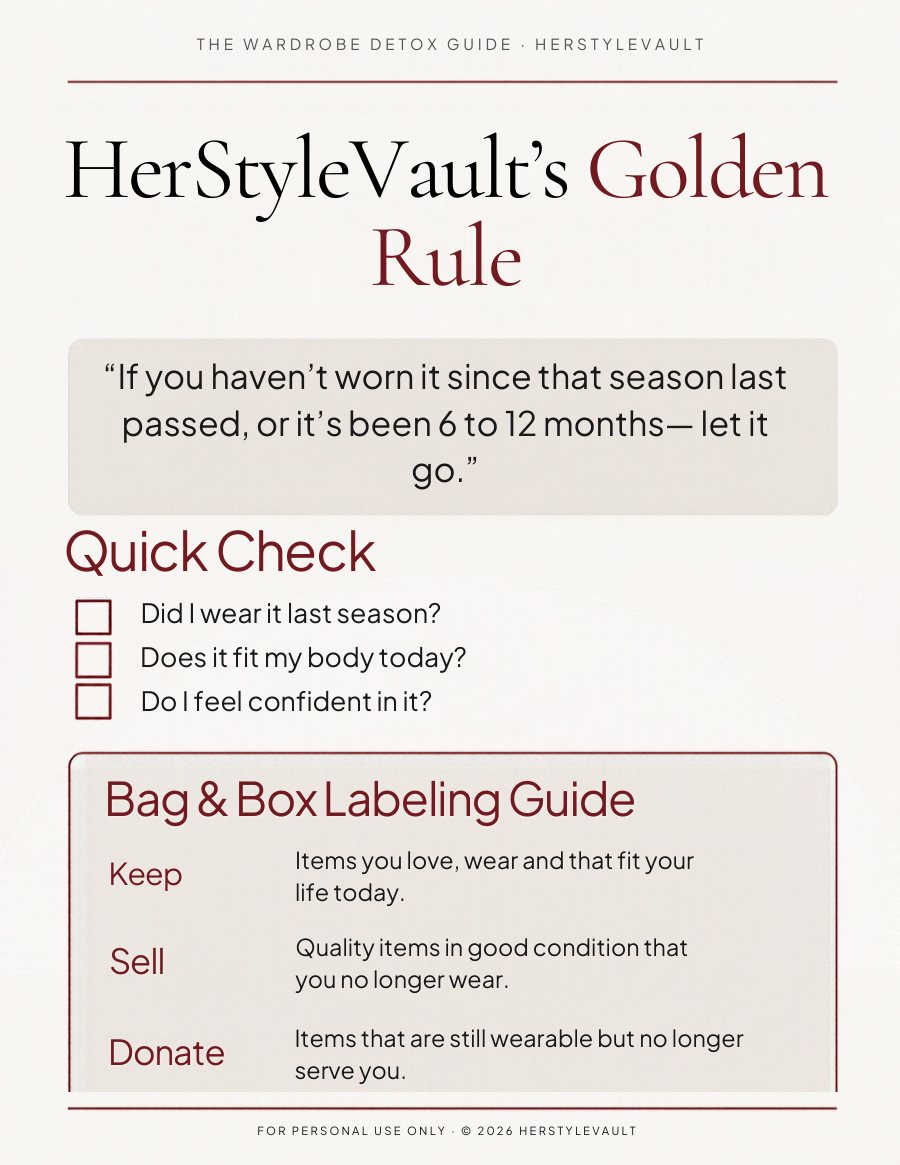 THE WARDROBE DETOX GUIDE · HERSTYLEVAULT
HerStyleVault’s Golden
Rule
“If you haven’t worn it since that season last
passed, or it’s been 6 to 12 months— let it
go.”
Quick Check
Did I wear it last season?
Does it fit my body today?
Do I feel confident in it?
Bag & Box Labeling Guide
Keep
Items you love, wear and that fit your
life today.
Sell
Quality items in good condition that
you no longer wear.
Donate
Items that are still wearable but no longer
serve you.
FOR PERSONAL USE ONLY · © 2026 HERSTYLEVAULT